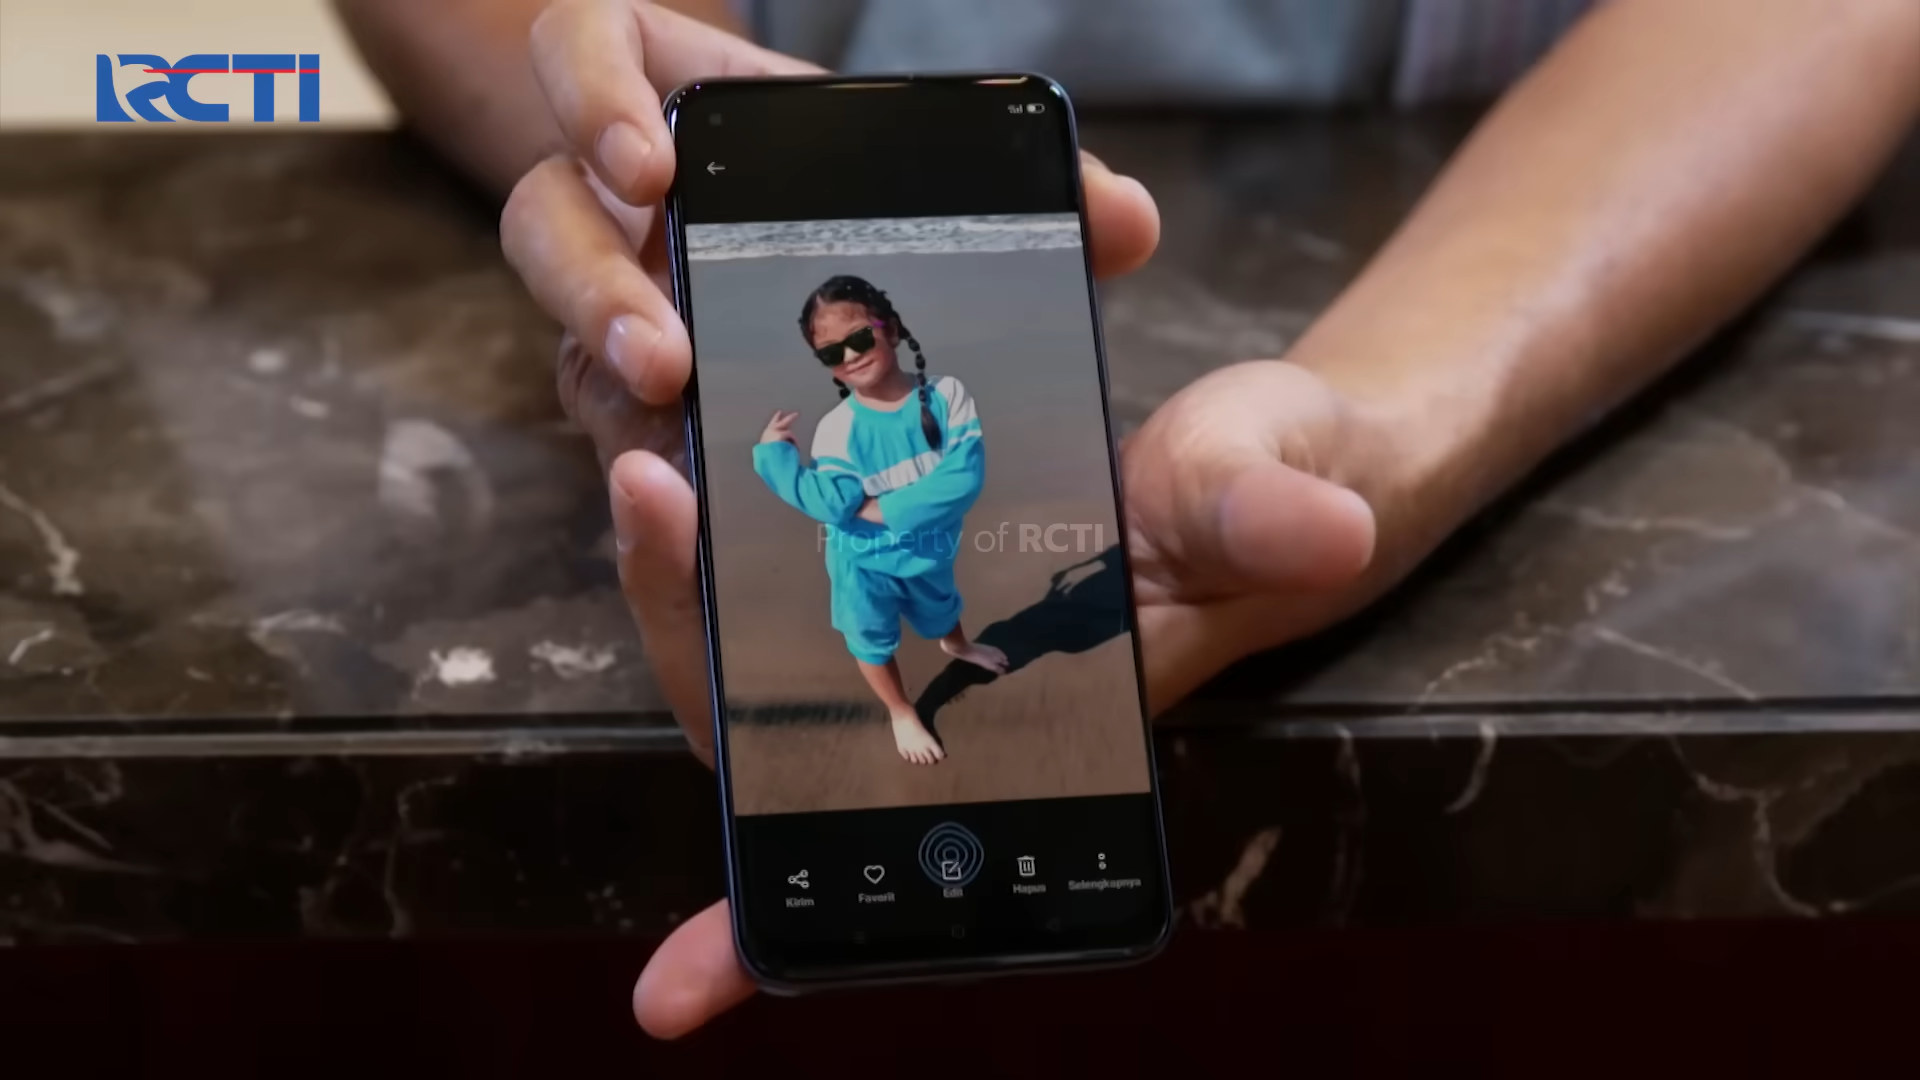 RCTI
Property of RCTI
Kirim
Favorit
Edit
Hapus
Selengkapnya